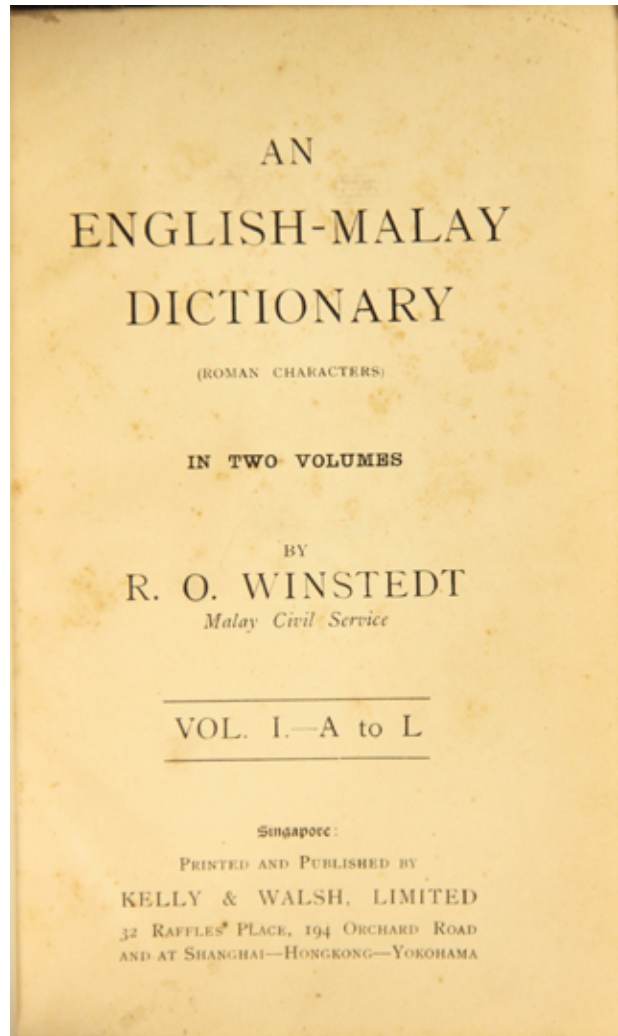 AN
ENGLISH-MALAY
DICTIONARY
(ROMAN CHARACTERS)
IN TWO VOLUMES
BY
R. O. WINSTEDT
Malay Civil Service
VOL. I.—A to L
Singapore:
PRINTED AND PUBLISHED BY
KELLY & WALSH, LIMITED
32 RAFFLES' PLACE, 194 ORCHARD ROAD
AND AT SHANGHAI—HONGKONG—YOKOHAMA